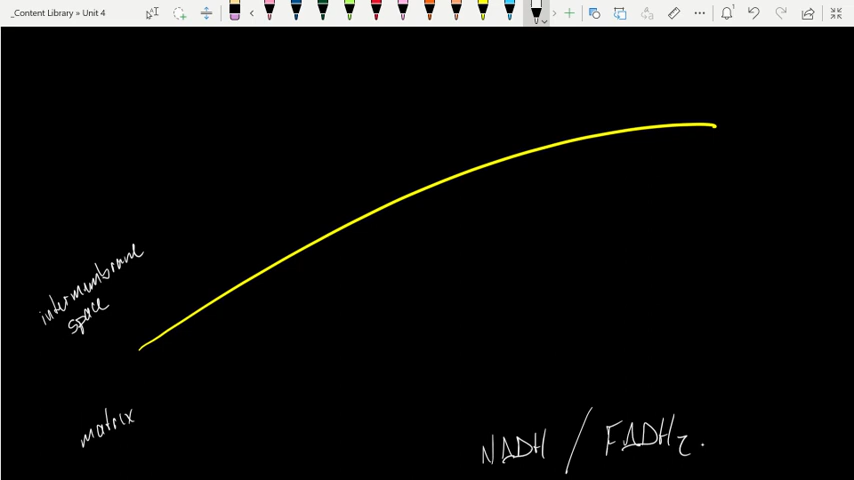 _Content Library » Unit 4
intermembrane
space
matrix
NADH / FADH₂.